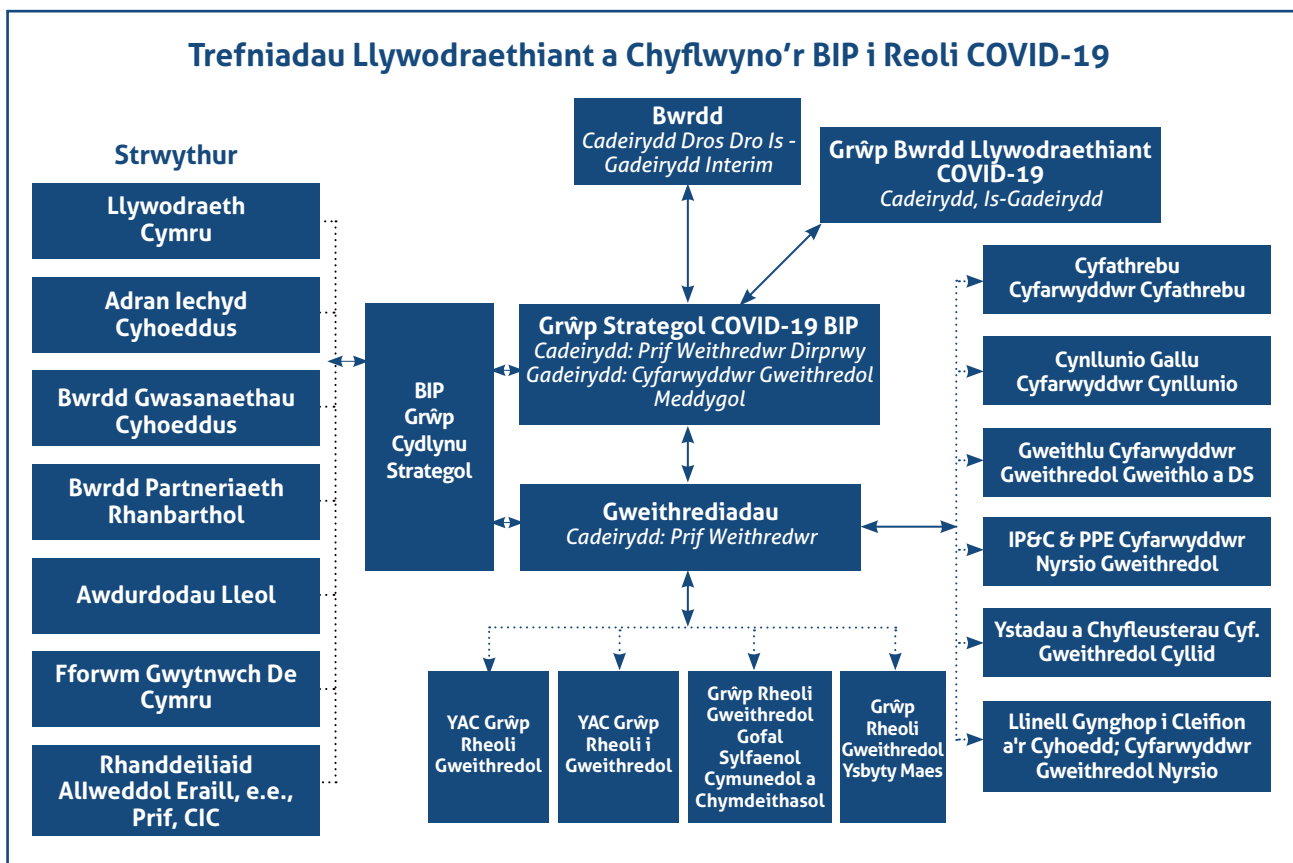 Trefniadau Llywodraethiant a Chyflwyno'r BIP i Reoli COVID-19
Strwythur
Llywodraeth
Cymru
Adran Iechyd
Cyhoeddus
Bwrdd Gwasanaethau
Cyhoeddus
Bwrdd Partneriaeth
Rhanbarthol
Awdurdodau Lleol
Fforwm Gwytnwch De
Cymru
Rhanddeiliaid
Allweddol Eraill, e.e.,
Prif, CIC
BIP
Grŵp
Cydlynu
Strategol
Bwrdd
Cadeirydd Dros Dro Is -
Gadeirydd Interim
Grŵp Bwrdd Llywodraethiant
COVID-19
Cadeirydd, Is-Gadeirydd
Grŵp Strategol COVID-19 BIP
Cadeirydd: Prif Weithredwr Dirprwy
Gadeirydd: Cyfarwyddwr Gweithredol
Meddygol
Gweithrediadau
Cadeirydd: Prif Weithredwr
YAC Grŵp
Rheoli
Gweithredol
YAC Grŵp
Rheoli i
Gweithredol
Grŵp Rheoli
Gweithredol
Gofal
Sylfaenol
Cymunedol a
Chymdeithasol
Grŵp
Rheoli
Gweithredol
Ysbyty Maes
Cyfathrebu
Cyfarwyddwr Cyfathrebu
Cynllunio Gallu
Cyfarwyddwr Cynllunio
Gweithlu Cyfarwyddwr
Gweithredol Gweithlo a DS
IP&C & PPE Cyfarwyddwr
Nyrsio Gweithredol
Ystadau a Chyfleusterau Cyf.
Gweithredol Cyllid
Llinell Gynghop i Cleifion
a'r Cyhoedd; Cyfarwyddwr
Gweithredol Nyrsio